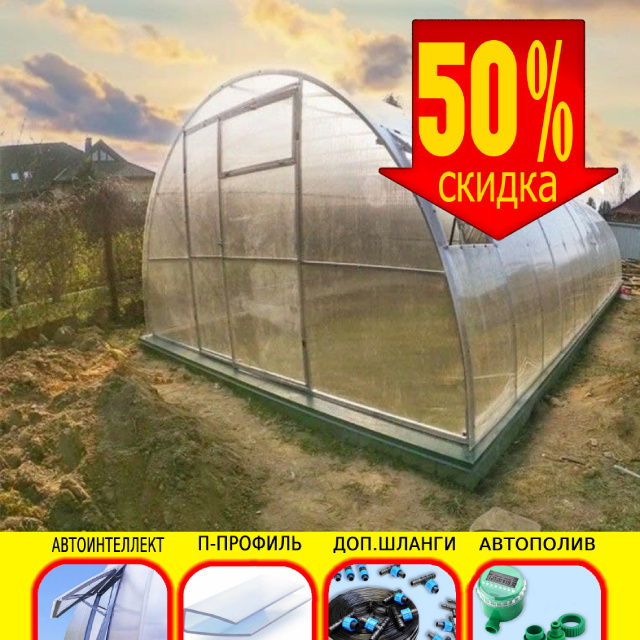 50%
скидка
АВТОИНТЕЛЛЕКТ
П-ПРОФИЛЬ
ДОП.ШЛАНГИ
АВТОПОЛИВ